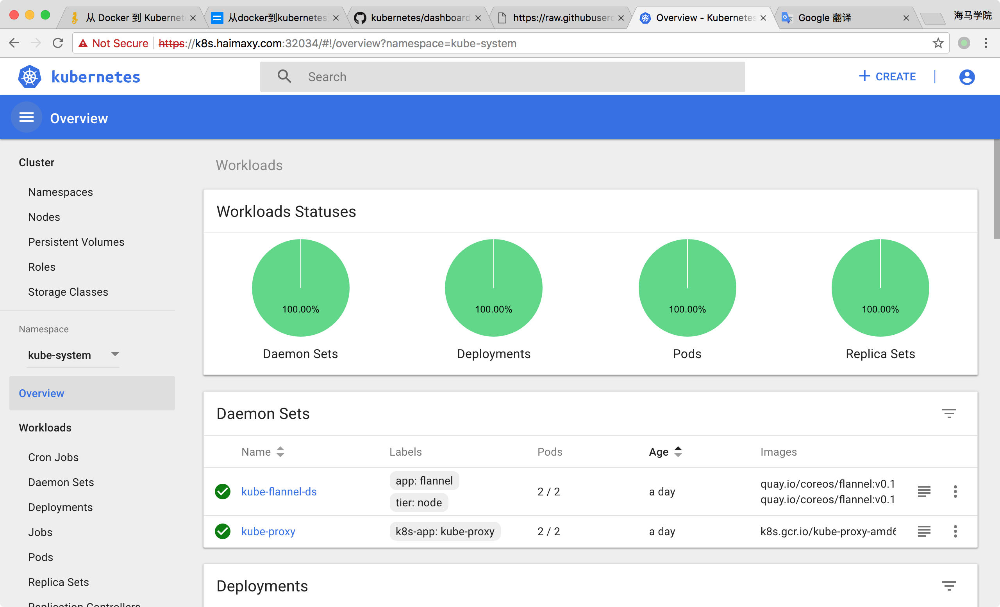 从 Docker 到 Kubernet
从docker到kubernetes
kubernetes/dashboard
https://raw.githubuserc
Overview - Kubernetes
Google 翻译
海马学院
Not Secure
https://k8s.haimaxy.com:32034/#!/overview?namespace=kube-system
kubernetes
Search
+ CREATE
Overview
Cluster
Namespaces
Nodes
Persistent Volumes
Roles
Storage Classes
Namespace
kube-system
Overview
Workloads
Cron Jobs
Daemon Sets
Deployments
Jobs
Pods
Replica Sets
Replication Controllers
Workloads
Workloads Statuses
100.00%
100.00%
100.00%
100.00%
Daemon Sets
Deployments
Pods
Replica Sets
Daemon Sets
Name Labels Pods Age Images
kube-flannel-ds
app: flannel
tier: node
2 / 2
a day
quay.io/coreos/flannel:v0.1
quay.io/coreos/flannel:v0.1
kube-proxy
k8s-app: kube-proxy
2 / 2
a day
k8s.gcr.io/kube-proxy-amd6
Deployments